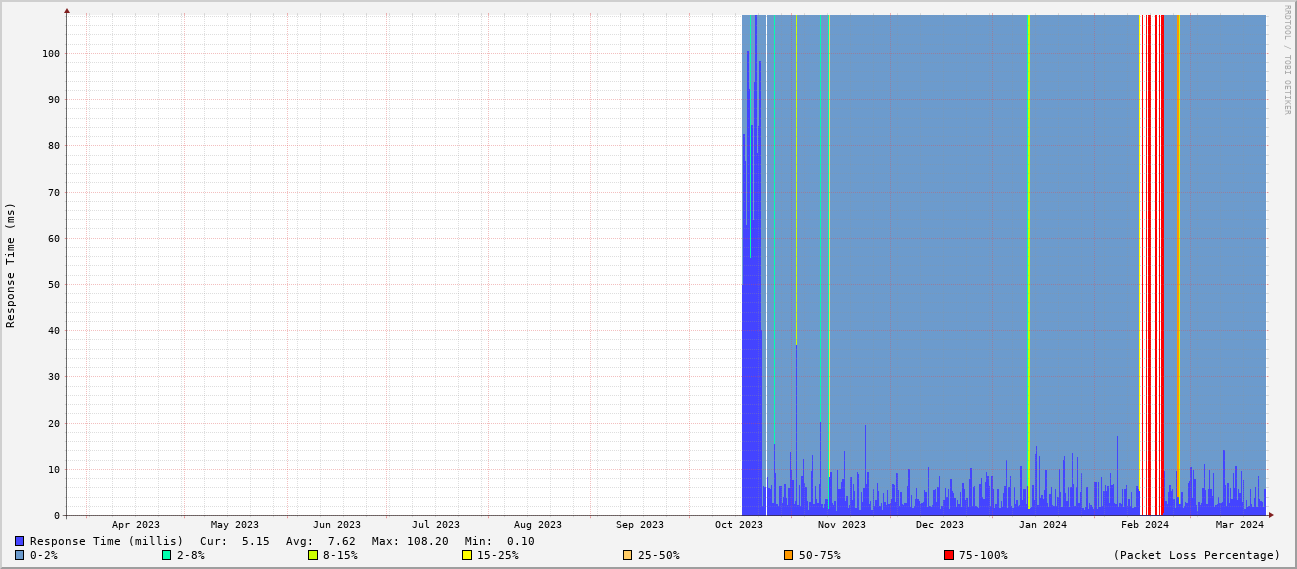 RRDTOOL / TOBI OETIKER
Response Time (ms)
100
90
80
70
60
50
40
30
20
10
0
Apr 2023 May 2023 Jun 2023 Jul 2023 Aug 2023 Sep 2023 Oct 2023 Nov 2023 Dec 2023 Jan 2024 Feb 2024 Mar 2024
Response Time (millis) Cur: 5.15 Avg: 7.62 Max: 108.20 Min: 0.10
0-2% 2-8% 8-15% 15-25% 25-50% 50-75% 75-100% (Packet Loss Percentage)